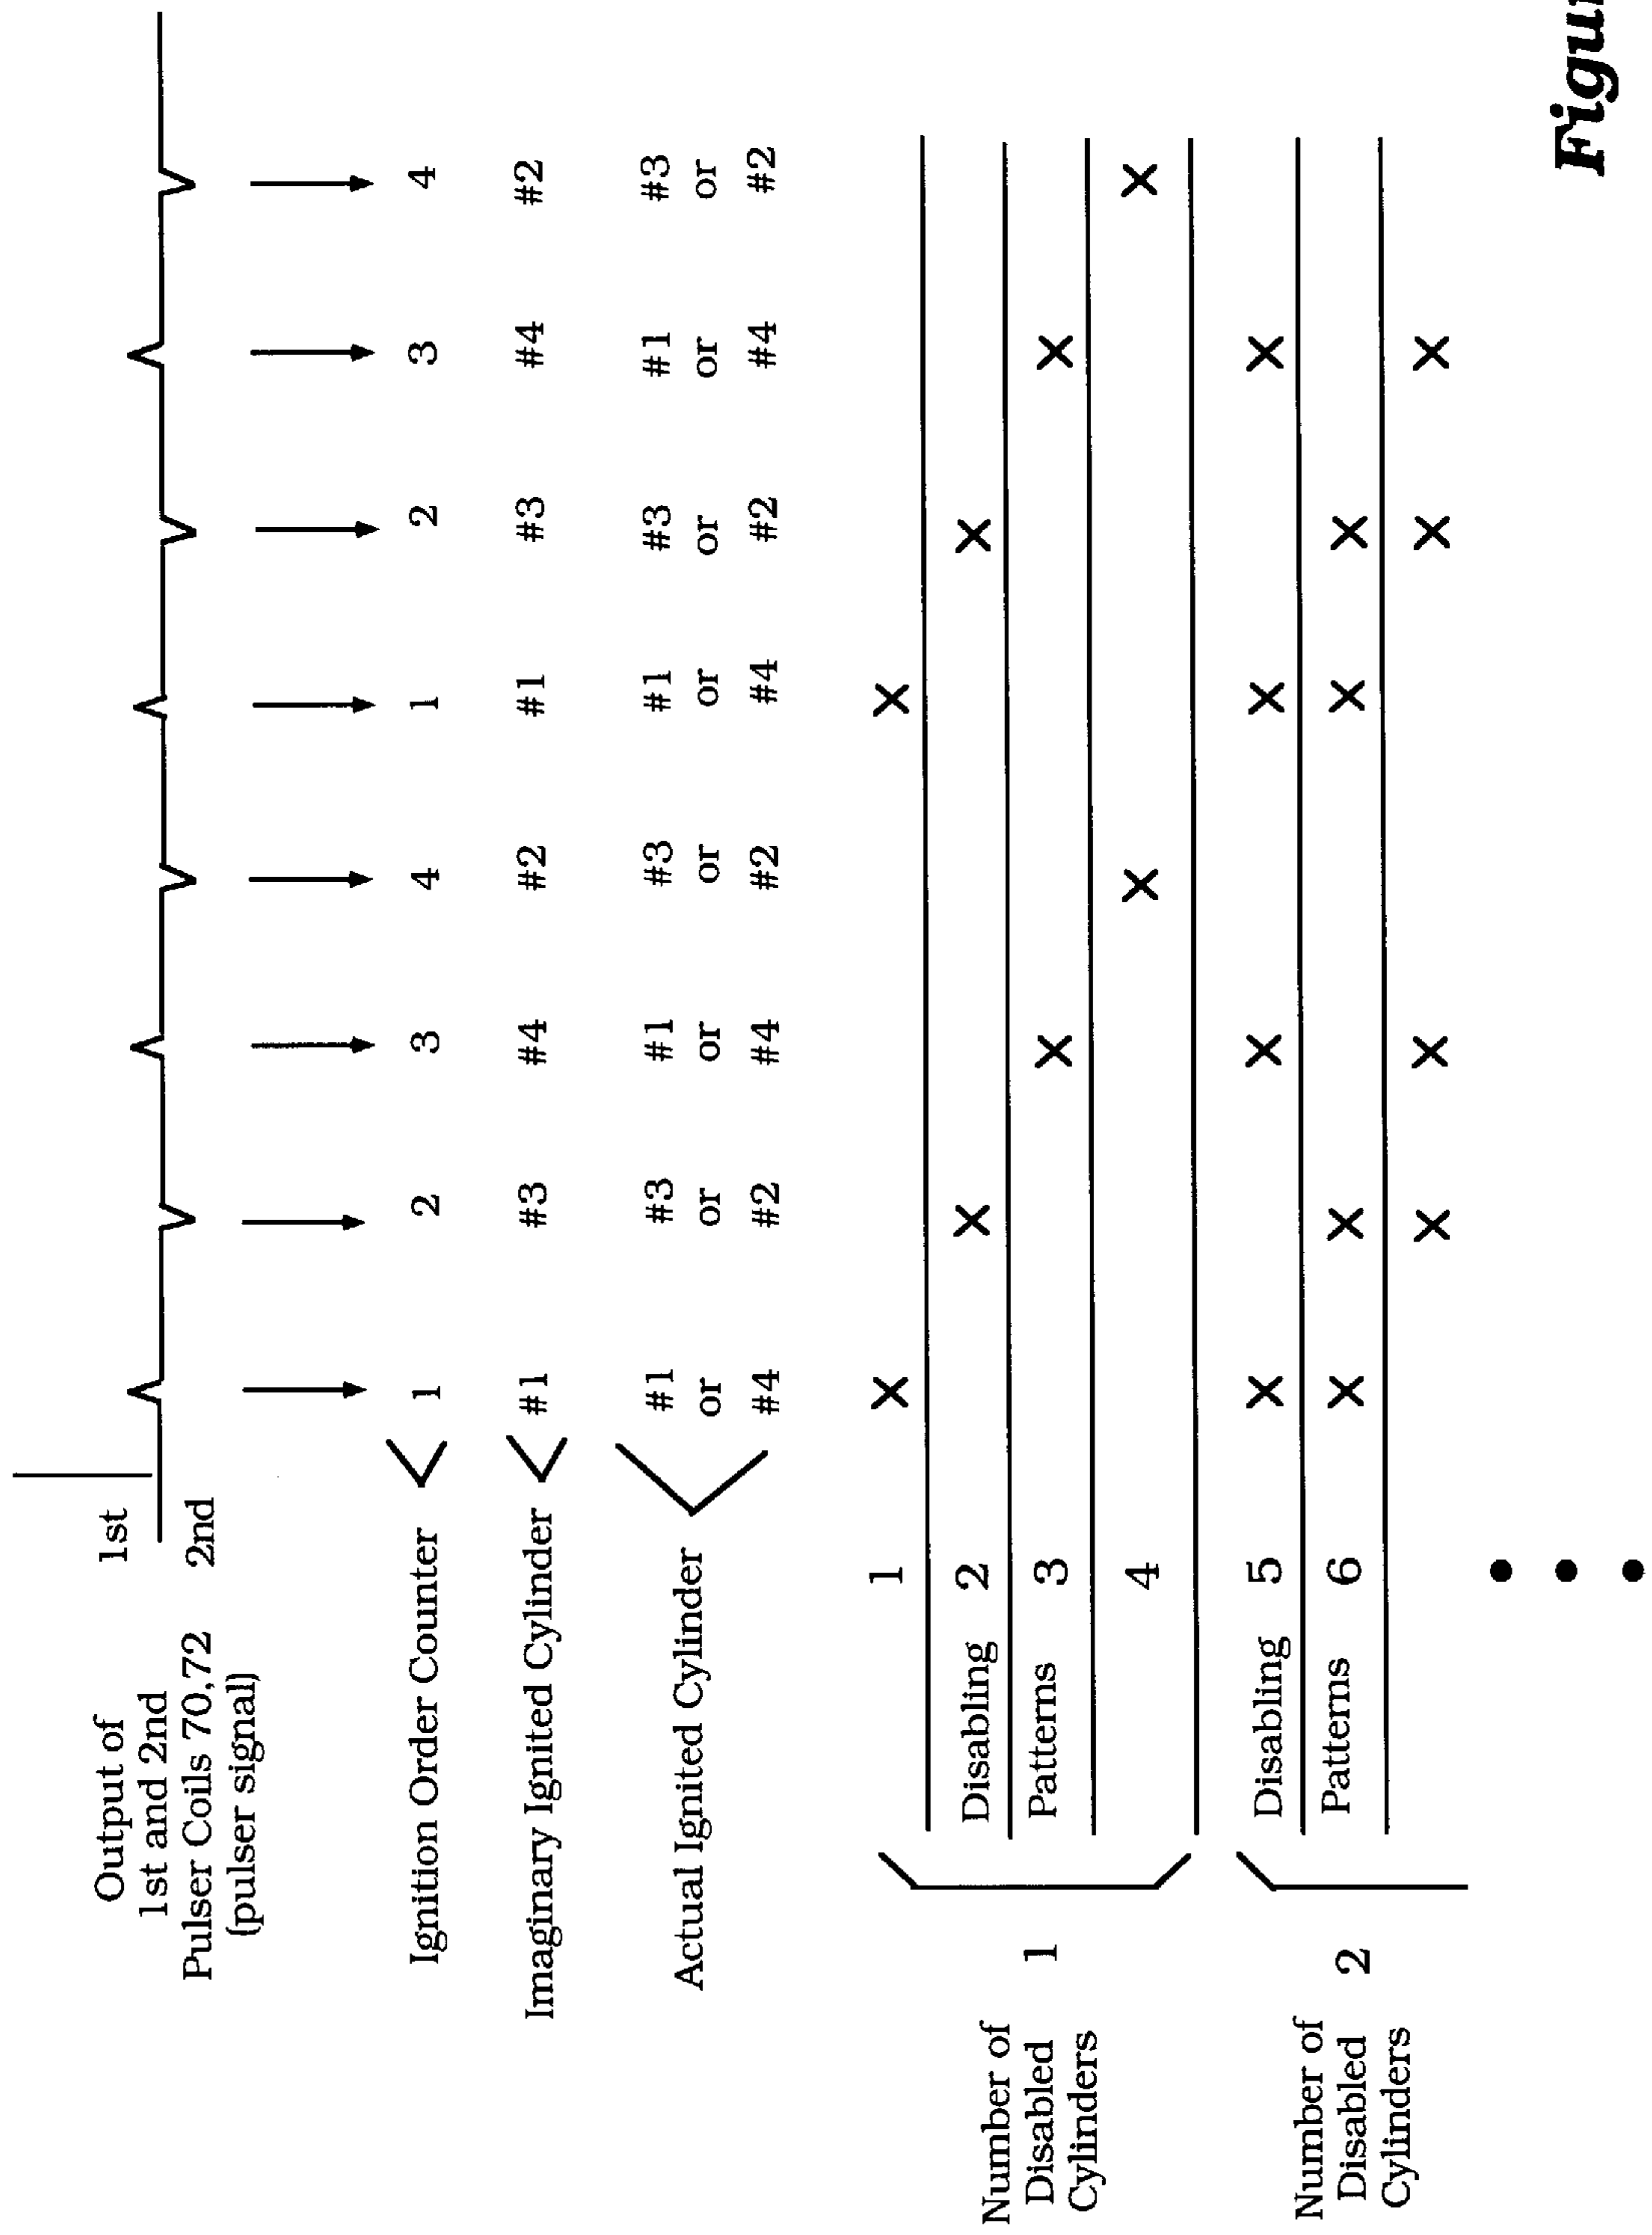 Output of
1st and 2nd
Pulser Coils 70,72
(pulser signal)
1st
2nd
Ignition Order Counter 1 2 3 4 1 2 3 4
Imaginary Ignited Cylinder #1 #3 #4 #2 #1 #3 #4 #2
Actual Ignited Cylinder
#1 #3 #1 #3 #1 #3 #1 #3
or or or or or or or or
#4 #2 #4 #2 #4 #2 #4 #2
Number of
Disabled
Cylinders
1
1 X X
Disabling 2 X X
Patterns 3 X X
4 X X
Number of
Disabled
Cylinders
2
Disabling 5 X X X X
Patterns 6 X X X X
X X X X